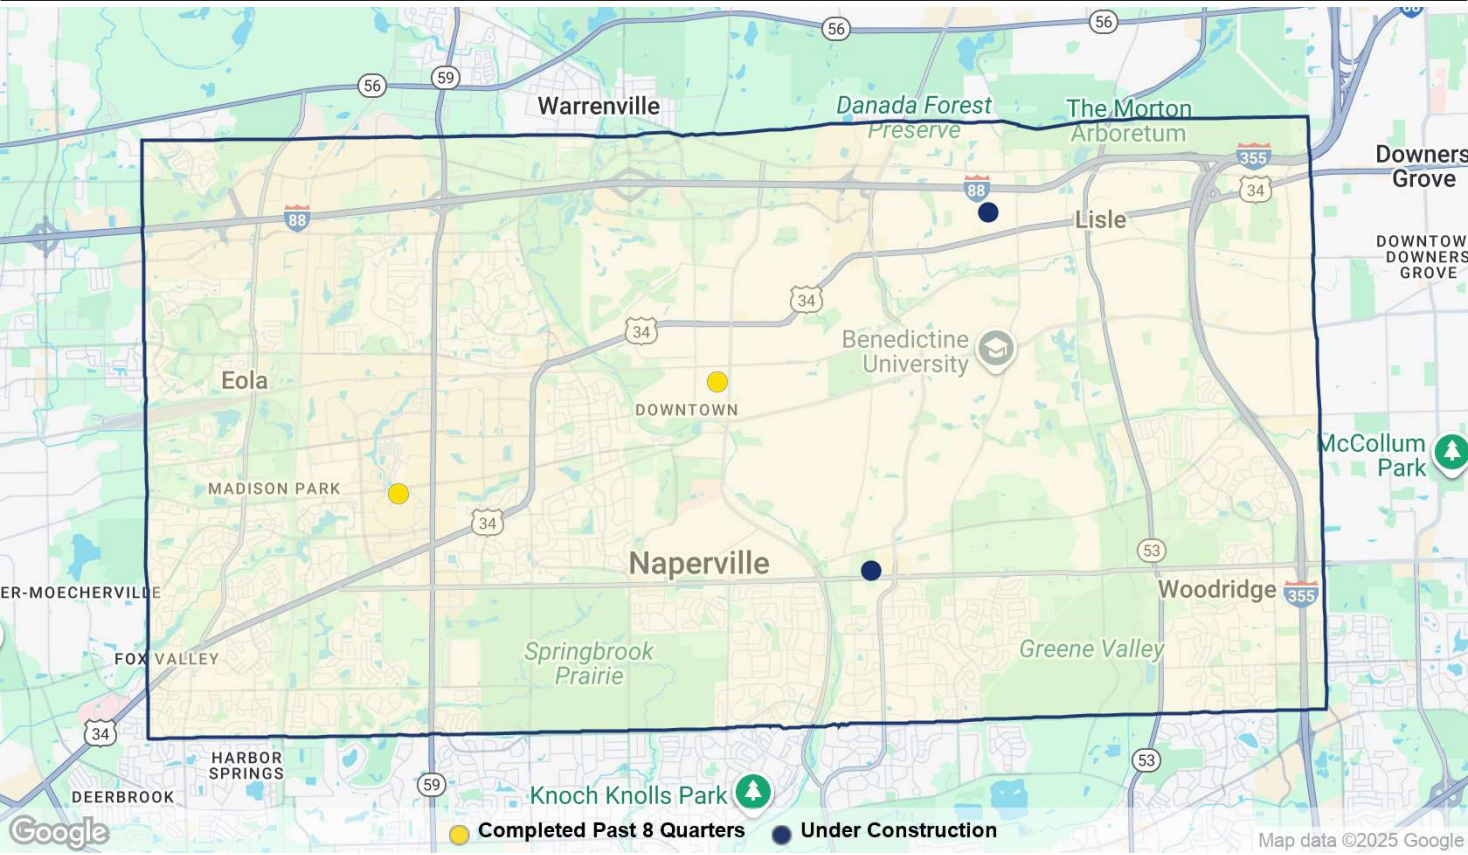 56
56
88
59
56
Warrenville
Danada Forest
Preserve
The Morton
Arboretum
355
Downers
Grove
88
34
88
Lisle
DOWNTOW
DOWNERS
GROVE
34
34
Benedictine
University
Eola
DOWNTOWN
McCollum
Park
MADISON PARK
34
53
Naperville
ER-MOECHERVILLE
Woodridge
355
FOX VALLEY
Springbrook
Prairie
Greene Valley
34
HARBOR
SPRINGS
53
59
DEERBROOK
Knoch Knolls Park
Google
Completed Past 8 Quarters
Under Construction
Map data ©2025 Google